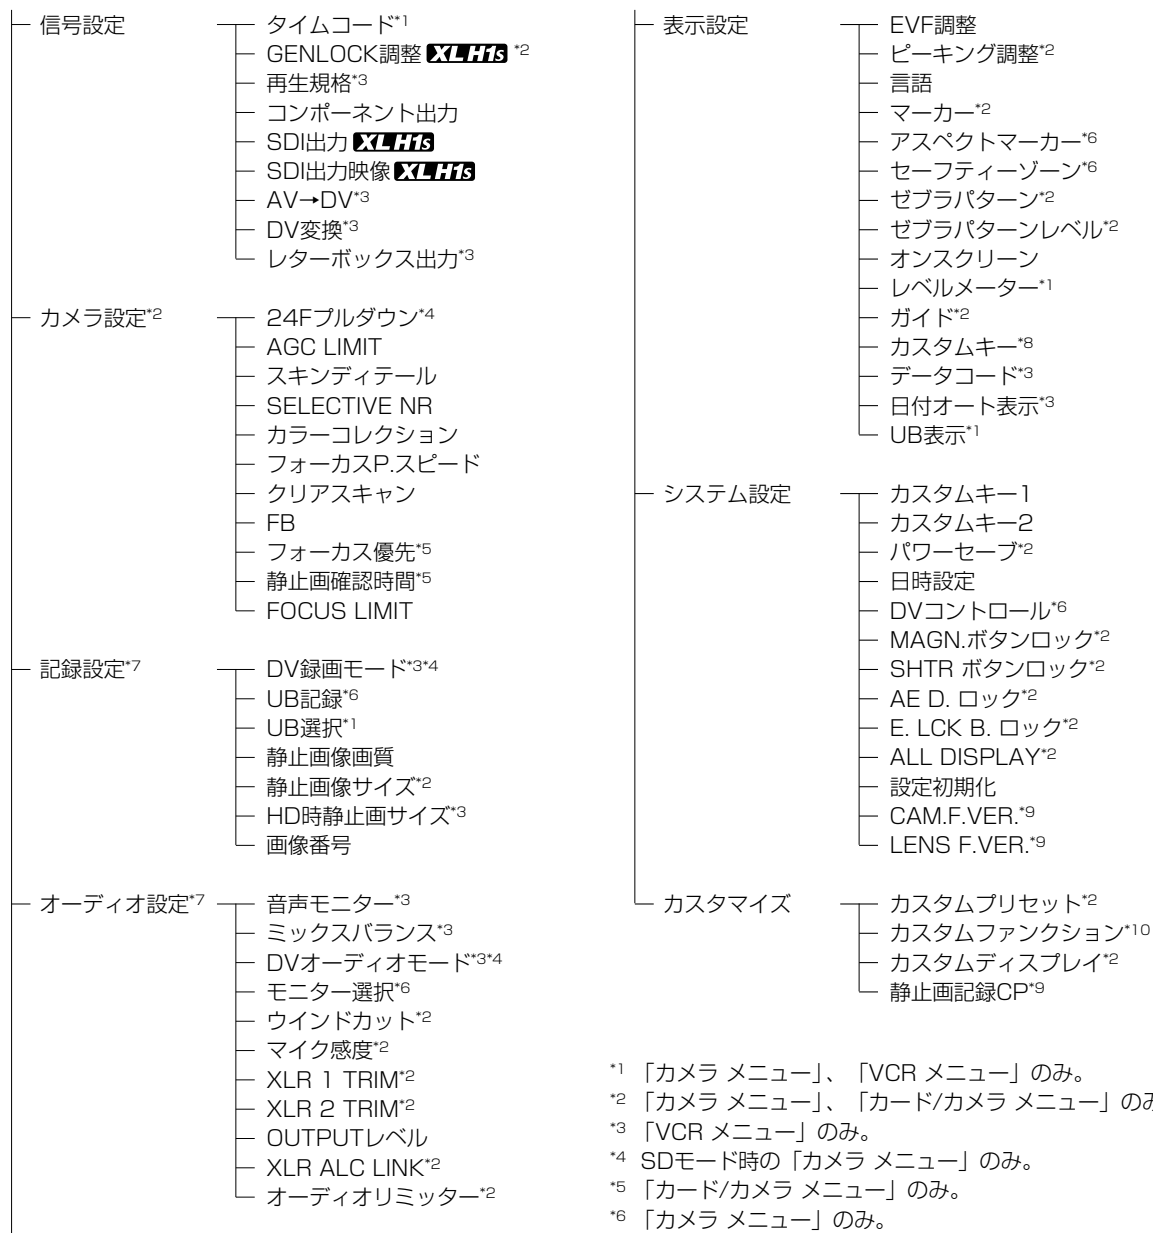 信号設定
タイムコード*1
GENLOCK調整 XL H1s *2
再生規格*3
コンポーネント出力
SDI出力 XL H1s
SDI出力映像 XL H1s
AV→DV*3
DV変換*3
レターボックス出力*3
カメラ設定*2
24Fプルダウン*4
AGC LIMIT
スキンディテール
SELECTIVE NR
カラーコレクション
フォーカスP.スピード
クリアスキャン
FB
フォーカス優先*5
静止画確認時間*5
FOCUS LIMIT
記録設定*7
DV録画モード*3*4
UB記録*6
UB選択*1
静止画像画質
静止画像サイズ*2
HD時静止画サイズ*3
画像番号
オーディオ設定*7
音声モニター*3
ミックスバランス*3
DVオーディオモード*3*4
モニター選択*6
ウインドカット*2
マイク感度*2
XLR 1 TRIM*2
XLR 2 TRIM*2
OUTPUTレベル
XLR ALC LINK*2
オーディオリミッター*2
表示設定
EVF調整
ピーキング調整*2
言語
マーカー*2
アスペクトマーカー*6
セーフティーゾーン*6
ゼブラパターン*2
ゼブラパターンレベル*2
オンスクリーン
レベルメーター*1
ガイド*2
カスタムキー*8
データコード*3
日付オート表示*3
UB表示*1
システム設定
カスタムキー1
カスタムキー2
パワーセーブ*2
日時設定
DVコントロール*6
MAGN.ボタンロック*2
SHTR ボタンロック*2
AE D. ロック*2
E. LCK B. ロック*2
ALL DISPLAY*2
設定初期化
CAM.F.VER.*9
LENS F.VER.*9
カスタマイズ
カスタムプリセット*2
カスタムファンクション*10
カスタムディスプレイ*2
静止画記録CP*9
*1 「カメラ メニュー」、「VCR メニュー」のみ。
*2 「カメラ メニュー」、「カード/カメラ メニュー」のみ
*3 「VCR メニュー」のみ。
*4 SDモード時の「カメラ メニュー」のみ。
*5 「カード/カメラ メニュー」のみ。
*6 「カメラ メニュー」のみ。